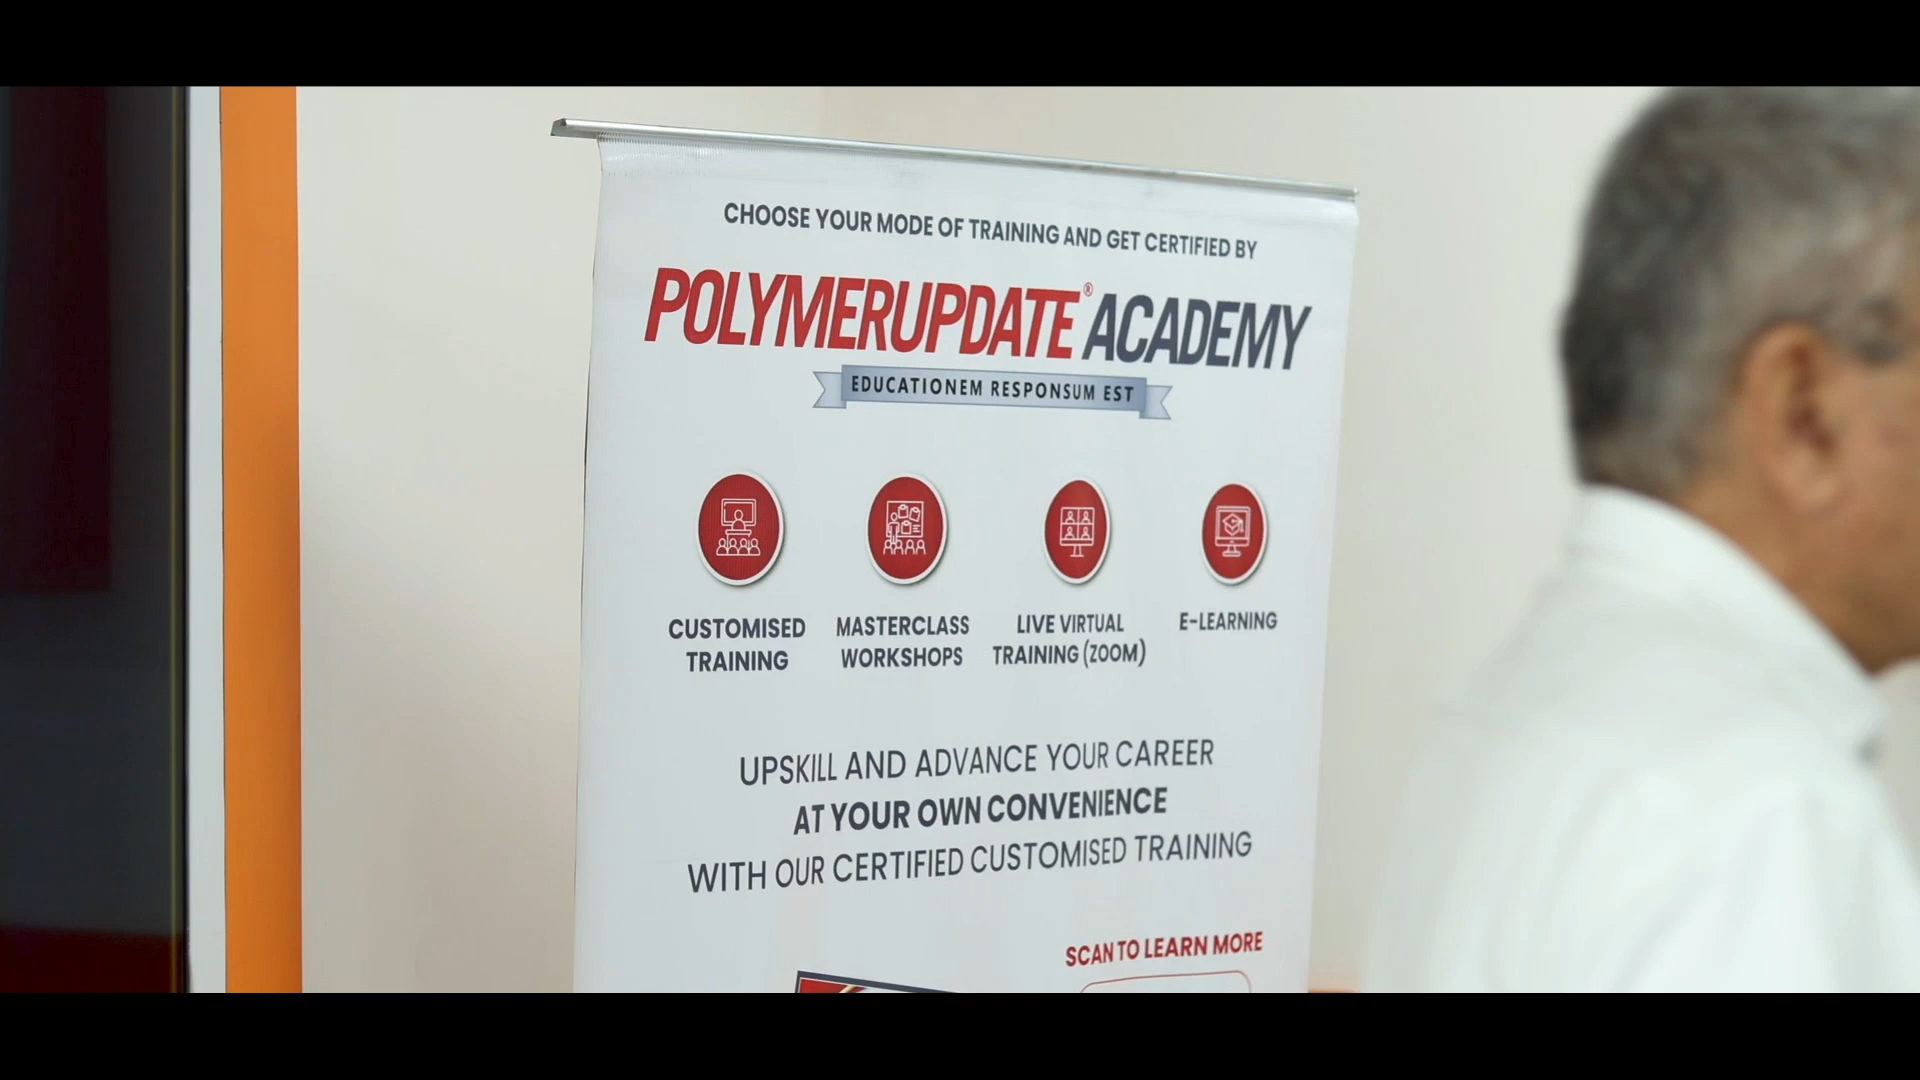 CHOOSE YOUR MODE OF TRAINING AND GET CERTIFIED BY
POLYMERUPDATE® ACADEMY
EDUCATIONEM RESPONSUM EST
CUSTOMISED
TRAINING
MASTERCLASS
WORKSHOPS
LIVE VIRTUAL
TRAINING (ZOOM)
E-LEARNING
UPSKILL AND ADVANCE YOUR CAREER
AT YOUR OWN CONVENIENCE
WITH OUR CERTIFIED CUSTOMISED TRAINING
SCAN TO LEARN MORE